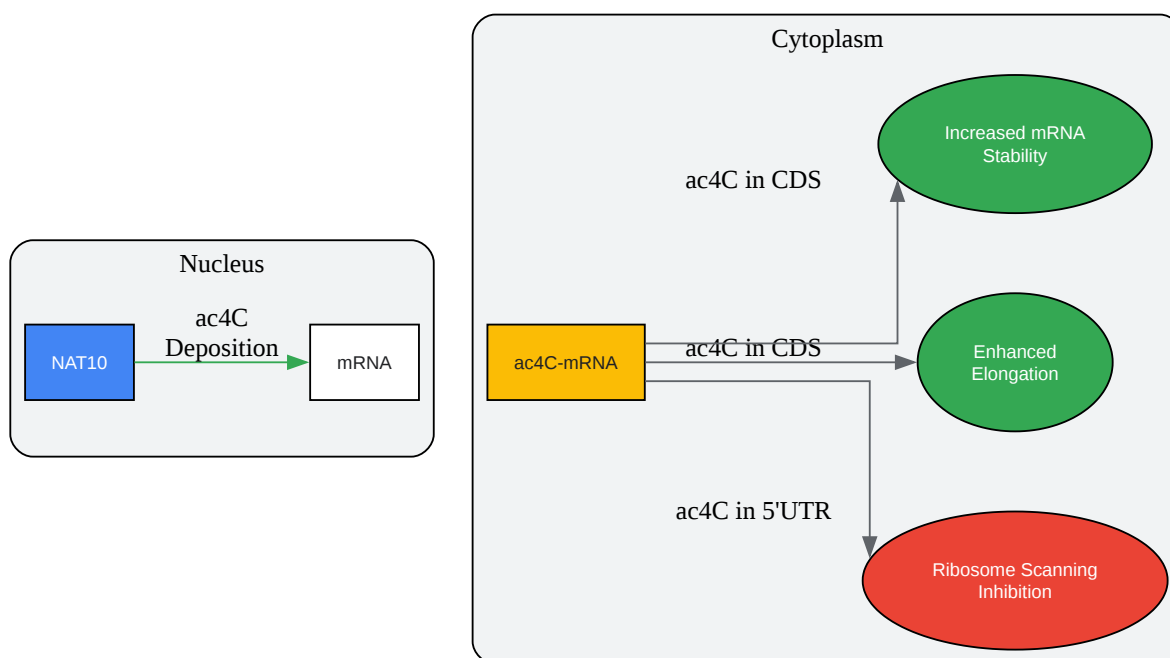 Nucleus
ac4C
Deposition
NAT10
mRNA
Cytoplasm
Increased mRNA
Stability
ac4C in CDS
ac4C-mRNA
ac4C in CDS
Enhanced
Elongation
ac4C in 5'UTR
Ribosome Scanning
Inhibition